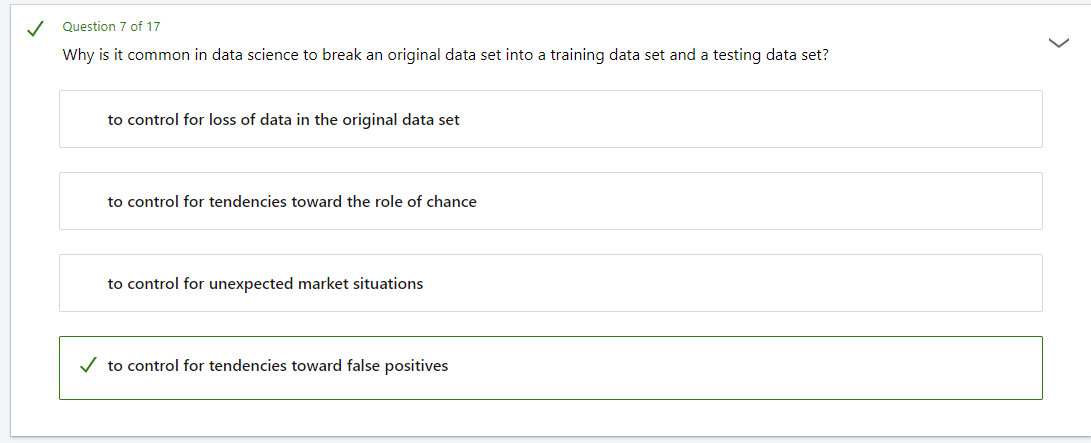 Question 7 of 17
Why is it common in data science to break an original data set into a training data set and a testing data set?
to control for loss of data in the original data set
to control for tendencies toward the role of chance
to control for unexpected market situations
to control for tendencies toward false positives